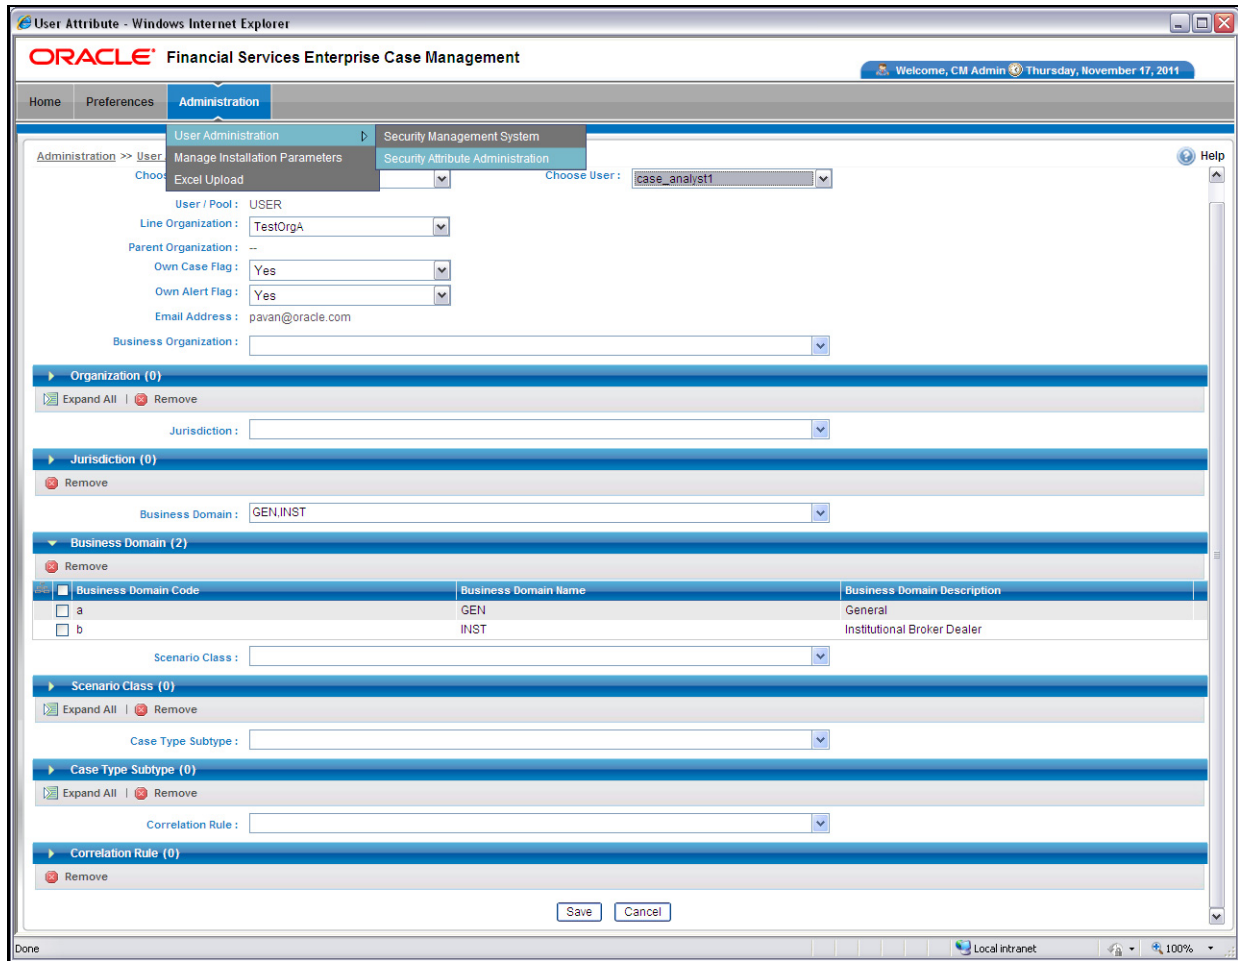 User Attribute - Windows Internet Explorer
ORACLE Financial Services Enterprise Case Management
Welcome, CM Admin Thursday, November 17, 2011
Home Preferences Administration
User Administration Security Management System
Administration >> User Manage Installation Parameters Security Attribute Administration Help
Excel Upload Choose User : case_analyst1
User / Pool : USER
Line Organization : TestOrgA
Parent Organization : --
Own Case Flag : Yes
Own Alert Flag : Yes
Email Address : pavan@oracle.com
Business Organization :
Organization (0)
Expand All | Remove
Jurisdiction :
Jurisdiction (0)
Remove
Business Domain : GEN,INST
Business Domain (2)
Remove
Business Domain Code Business Domain Name Business Domain Description
a GEN General
b INST Institutional Broker Dealer
Scenario Class :
Scenario Class (0)
Expand All | Remove
Case Type Subtype :
Case Type Subtype (0)
Expand All | Remove
Correlation Rule :
Correlation Rule (0)
Remove
Save Cancel
Done Local intranet 100%